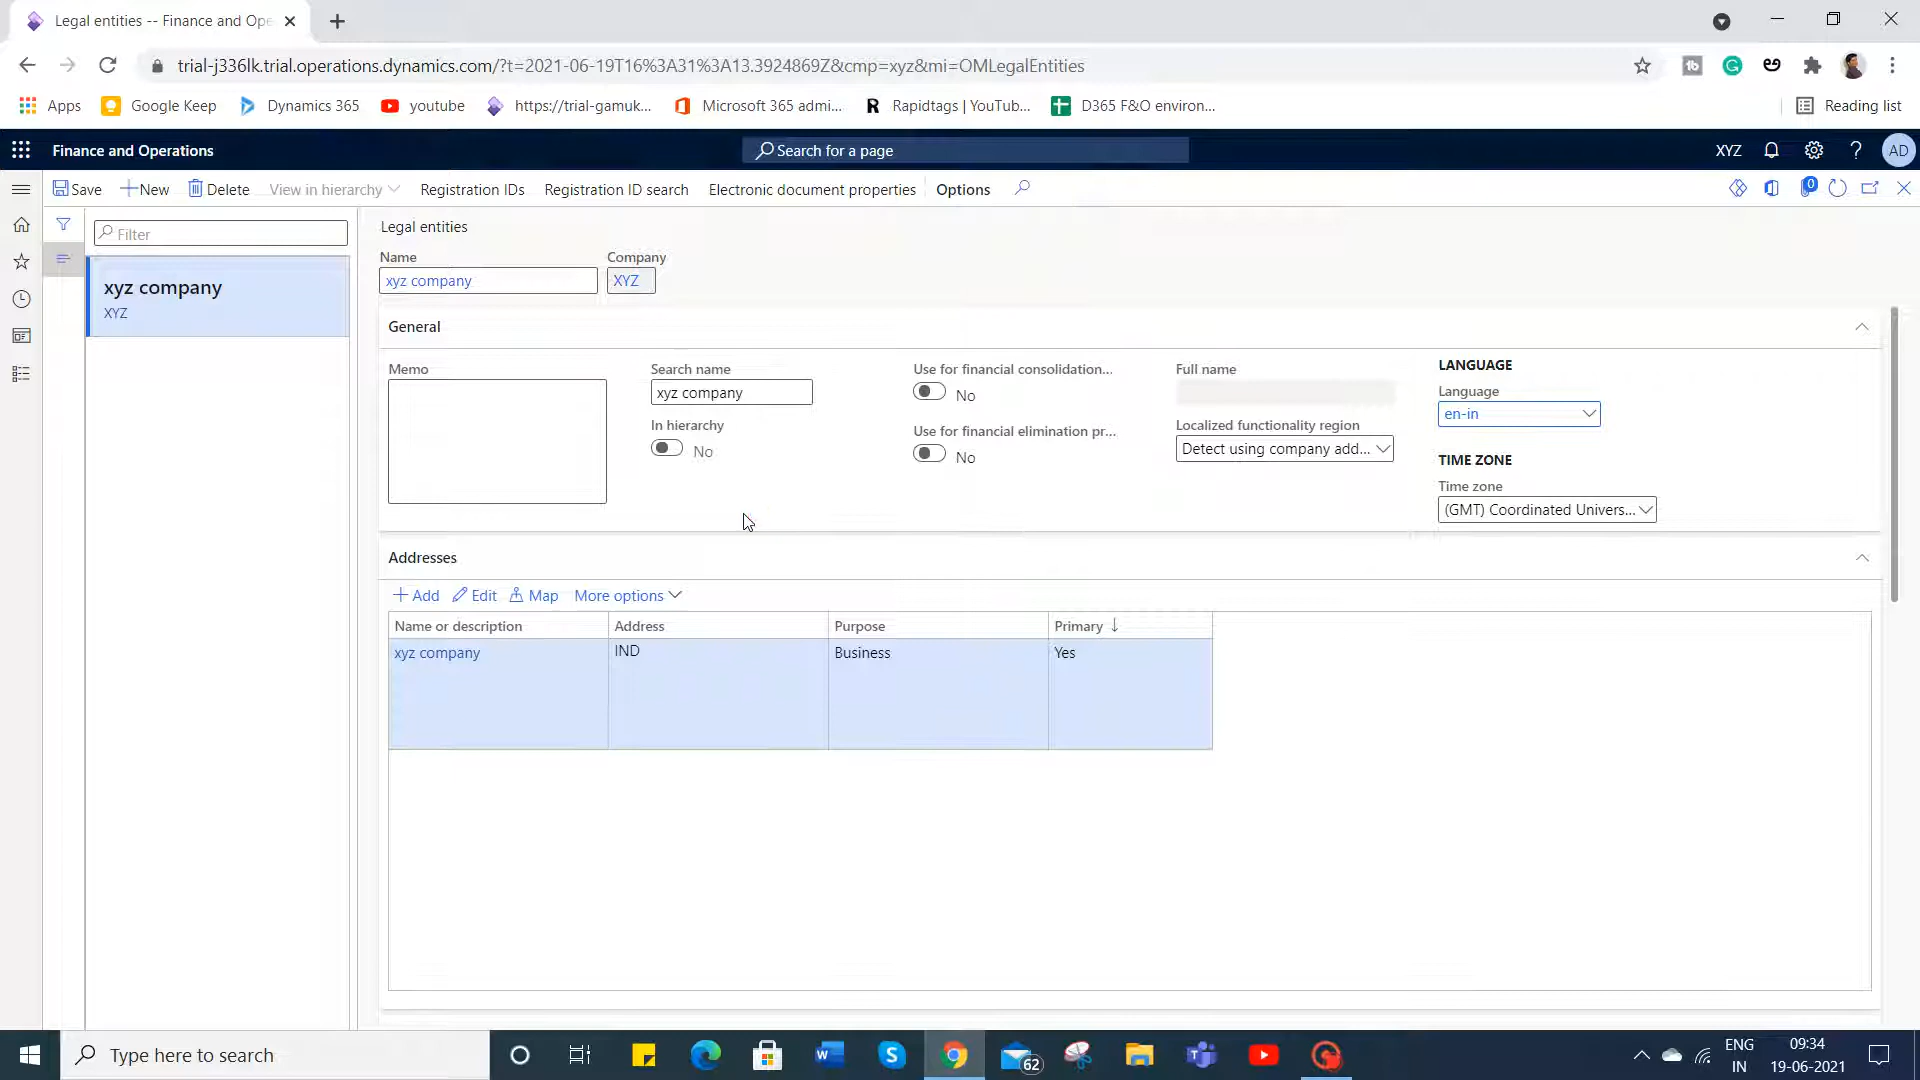 Legal entities -- Finance and Ope
trial-j336lk.trial.operations.dynamics.com/?t=2021-06-19T16%3A31%3A13.3924869Z&cmp=xyz&mi=OMLegalEntities
Apps Google Keep Dynamics 365 youtube https://trial-gamuk... Microsoft 365 admi... Rapidtags | YouTub... D365 F&O environ... Reading list
Finance and Operations Search for a page XYZ ? AD
Save New Delete View in hierarchy Registration IDs Registration ID search Electronic document properties Options 0
Filter
xyz company
XYZ
Legal entities
Name Company
xyz company XYZ
General
Memo Search name Use for financial consolidation... Full name LANGUAGE
xyz company No Language
en-in
In hierarchy Use for financial elimination pr... Localized functionality region
No No Detect using company add... TIME ZONE
Time zone
(GMT) Coordinated Univers...
Addresses
Add Edit Map More options
Name or description Address Purpose Primary
xyz company IND Business Yes
Type here to search 62 ENG 09:34
IN 19-06-2021